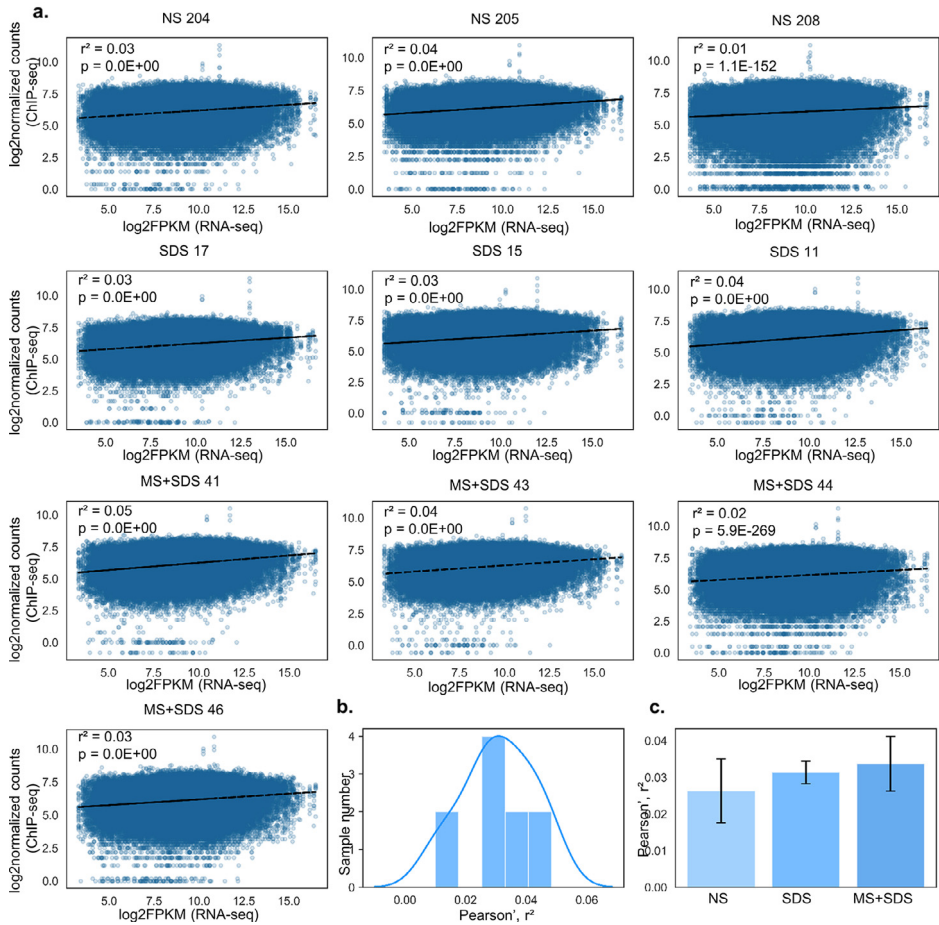 a.
NS 204
r² = 0.03
p = 0.0E+00
log2normalized counts
(ChIP-seq)
10.0
7.5
5.0
2.5
0.0
5.0 7.5 10.0 12.5 15.0
log2FPKM (RNA-seq)
NS 205
r² = 0.04
p = 0.0E+00
10.0
7.5
5.0
2.5
0.0
5.0 7.5 10.0 12.5 15.0
log2FPKM (RNA-seq)
NS 208
r² = 0.01
p = 1.1E-152
10.0
7.5
5.0
2.5
0.0
5.0 7.5 10.0 12.5 15.0
log2FPKM (RNA-seq)
SDS 17
r² = 0.03
p = 0.0E+00
log2normalized counts
(ChIP-seq)
10.0
7.5
5.0
2.5
0.0
5.0 7.5 10.0 12.5 15.0
log2FPKM (RNA-seq)
SDS 15
r² = 0.03
p = 0.0E+00
10.0
7.5
5.0
2.5
0.0
5.0 7.5 10.0 12.5 15.0
log2FPKM (RNA-seq)
SDS 11
r² = 0.04
p = 0.0E+00
10.0
7.5
5.0
2.5
0.0
5.0 7.5 10.0 12.5 15.0
log2FPKM (RNA-seq)
MS+SDS 41
r² = 0.05
p = 0.0E+00
log2normalized counts
(ChIP-seq)
10.0
7.5
5.0
2.5
0.0
5.0 7.5 10.0 12.5 15.0
log2FPKM (RNA-seq)
MS+SDS 43
r² = 0.04
p = 0.0E+00
10.0
7.5
5.0
2.5
0.0
5.0 7.5 10.0 12.5 15.0
log2FPKM (RNA-seq)
MS+SDS 44
r² = 0.02
p = 5.9E-269
10.0
7.5
5.0
2.5
0.0
5.0 7.5 10.0 12.5 15.0
log2FPKM (RNA-seq)
MS+SDS 46
r² = 0.03
p = 0.0E+00
log2normalized counts
(ChIP-seq)
10.0
7.5
5.0
2.5
0.0
5.0 7.5 10.0 12.5 15.0
log2FPKM (RNA-seq)
b.
Sample number
4
3
2
1
0
0.00 0.02 0.04 0.06
Pearson', r²
c.
Pearson', r²
0.04
0.03
0.02
0.01
0.00
NS SDS MS+SDS